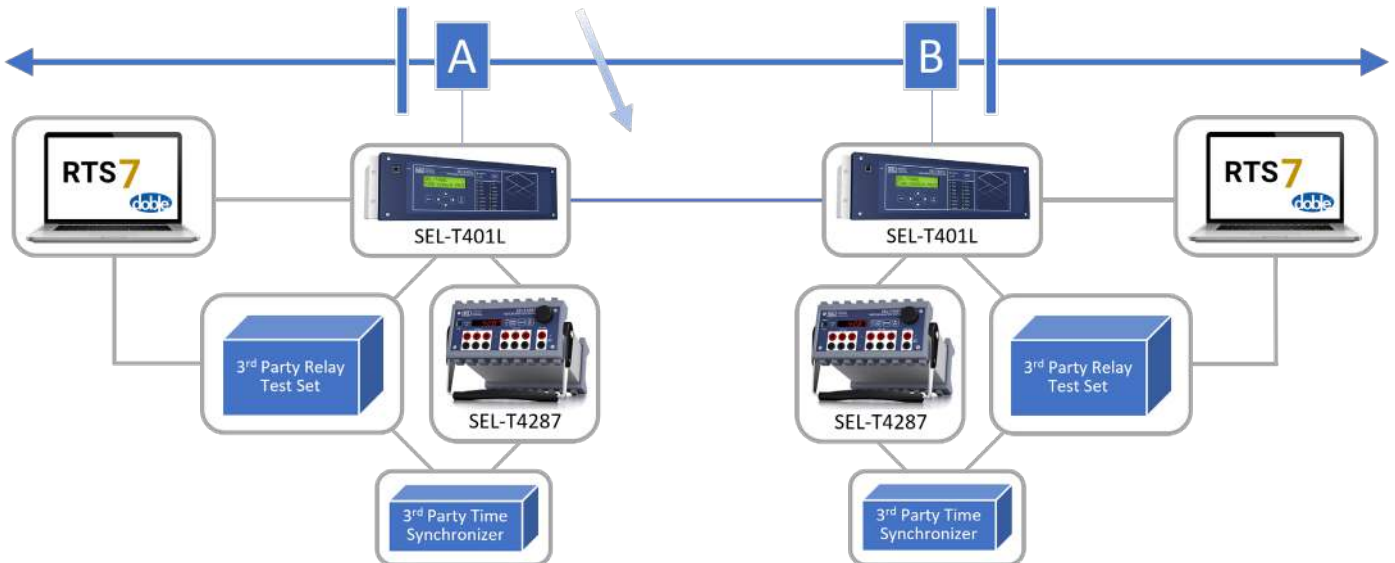 A
B
RTS7
doble
SEL-T401L
SEL-T401L
RTS7
doble
3rd Party Relay
Test Set
SEL-T4287
SEL-T4287
3rd Party Relay
Test Set
3rd Party Time
Synchronizer
3rd Party Time
Synchronizer